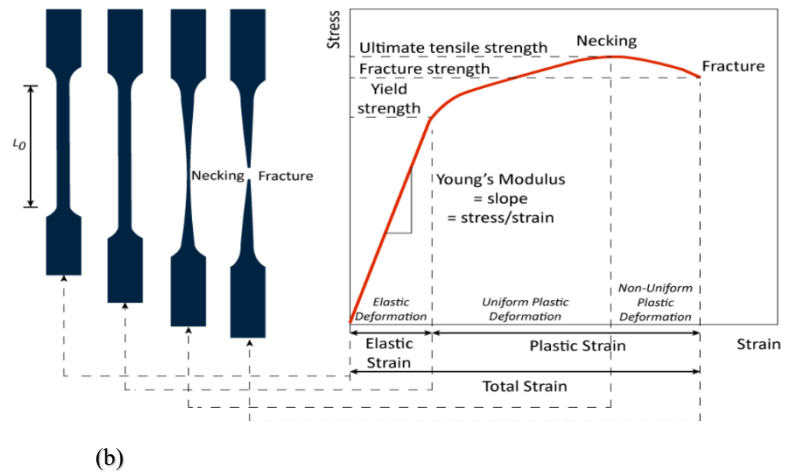 L0
Necking
Fracture
Stress
Ultimate tensile strength
Necking
Fracture strength
Fracture
Yield
strength
Young's Modulus
= slope
= stress/strain
Elastic
Deformation
Uniform Plastic
Deformation
Non-Uniform
Plastic
Deformation
Elastic
Strain
Plastic Strain
Strain
Total Strain
(b)